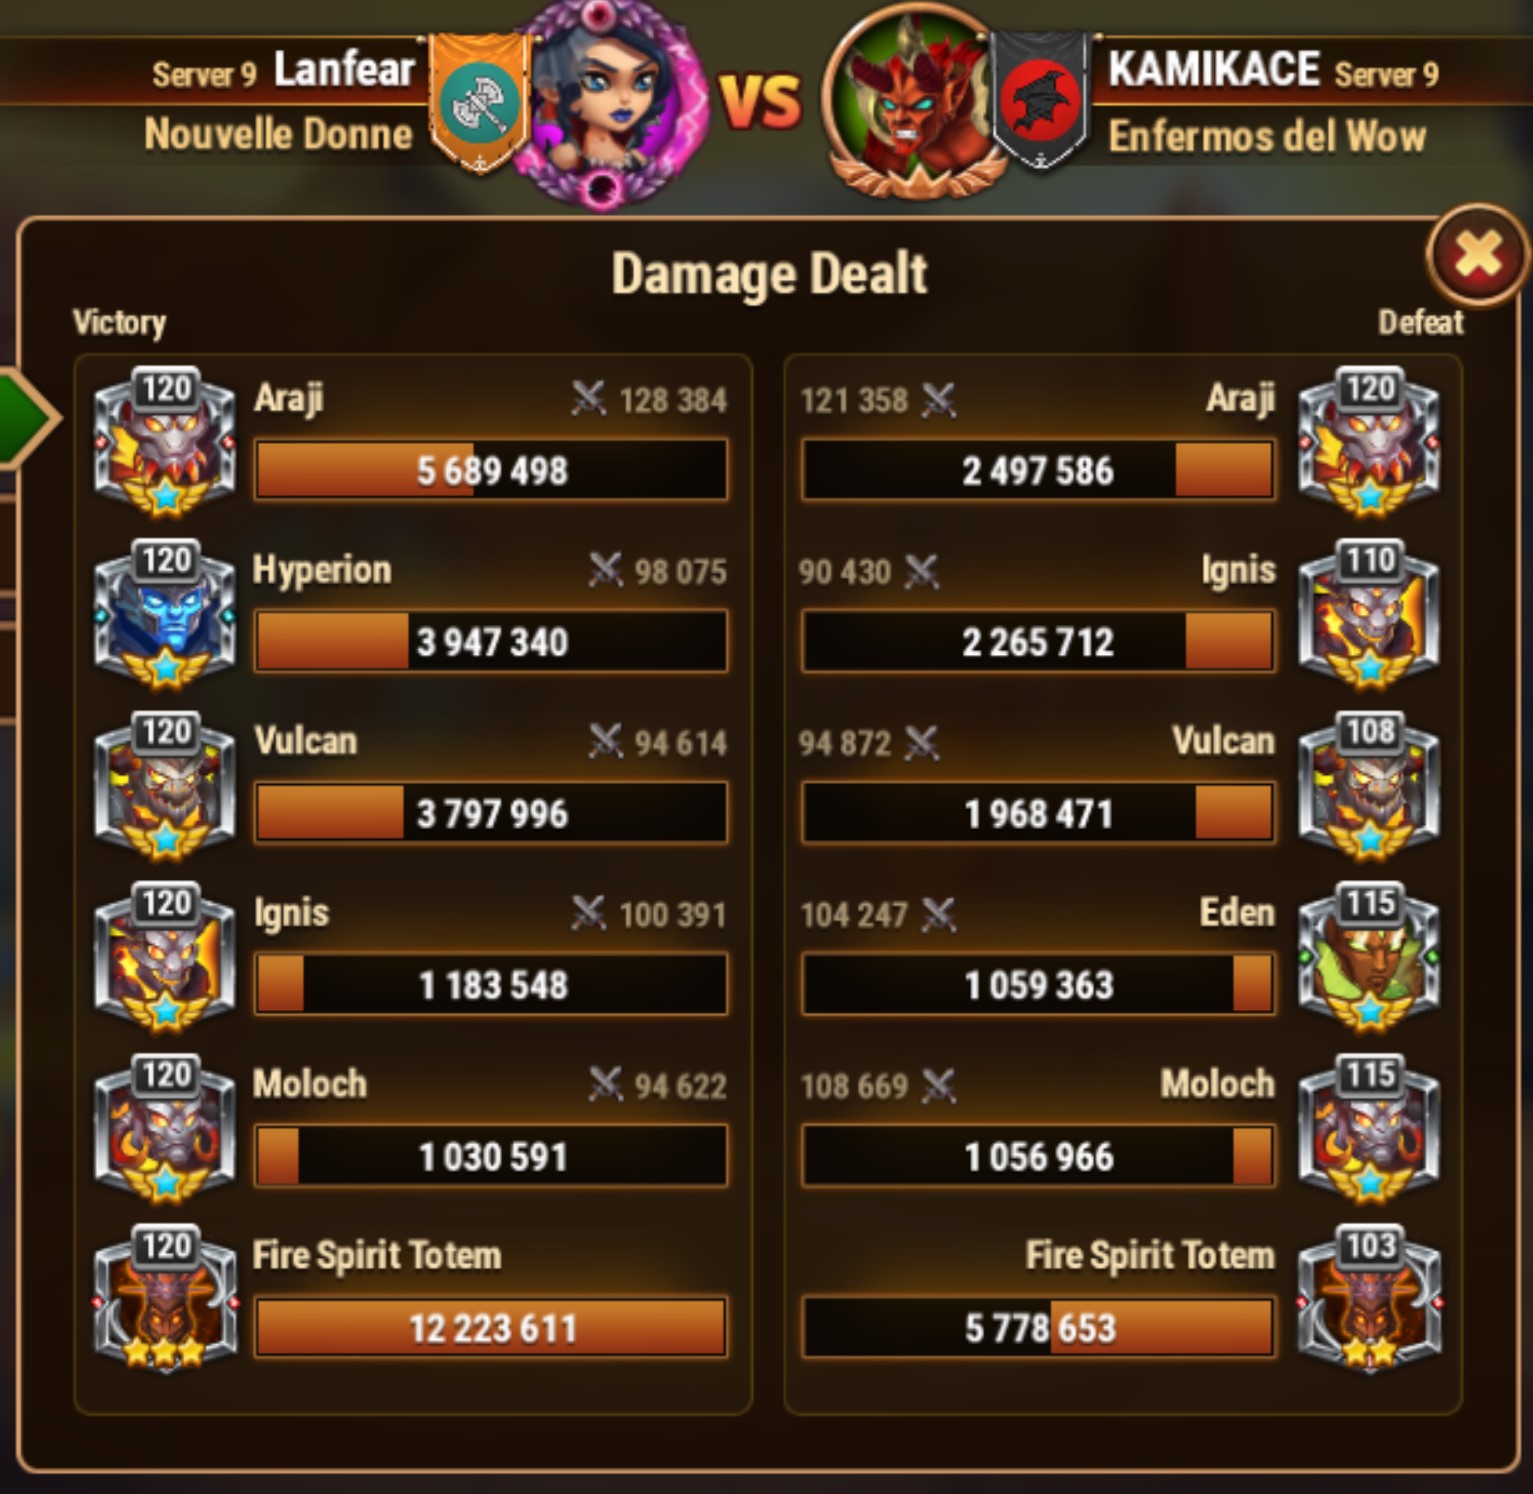 Server 9 Lanfear
Nouvelle Donne
VS
KAMIKACE Server 9
Enfermos del Wow
Damage Dealt
Victory
Defeat
120
Araji
128 384
5 689 498
120
Hyperion
98 075
3 947 340
120
Vulcan
94 614
3 797 996
120
Ignis
100 391
1 183 548
120
Moloch
94 622
1 030 591
120
Fire Spirit Totem
12 223 611
121 358
Araji
120
2 497 586
90 430
Ignis
110
2 265 712
94 872
Vulcan
108
1 968 471
104 247
Eden
115
1 059 363
108 669
Moloch
115
1 056 966
Fire Spirit Totem
103
5 778 653